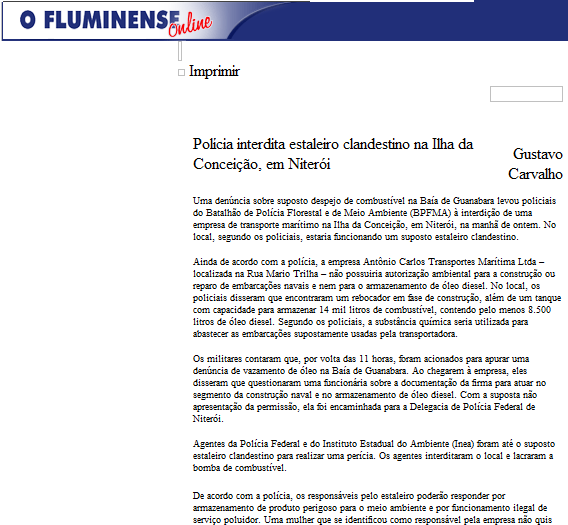 O FLUMINENSE Online
Imprimir
Polícia interdita estaleiro clandestino na Ilha da
Conceição, em Niterói
Gustavo
Carvalho
Uma denúncia sobre suposto despejo de combustível na Baía de Guanabara levou policiais
do Batalhão de Polícia Florestal e de Meio Ambiente (BPFMA) à interdição de uma
empresa de transporte marítimo na Ilha da Conceição, em Niterói, na manhã de ontem. No
local, segundo os policiais, estaria funcionando um suposto estaleiro clandestino.
Ainda de acordo com a polícia, a empresa Antônio Carlos Transportes Marítima Ltda –
localizada na Rua Mario Trilha – não possuiria autorização ambiental para a construção ou
reparo de embarcações navais e nem para o armazenamento de óleo diesel. No local, os
policiais disseram que encontraram um rebocador em fase de construção, além de um tanque
com capacidade para armazenar 14 mil litros de combustível, contendo pelo menos 8.500
litros de óleo diesel. Segundo os policiais, a substância química seria utilizada para
abastecer as embarcações supostamente usadas pela transportadora.
Os militares contaram que, por volta das 11 horas, foram acionados para apurar uma
denúncia de vazamento de óleo na Baía de Guanabara. Ao chegarem à empresa, eles
disseram que questionaram uma funcionária sobre a documentação da firma para atuar no
segmento da construção naval e no armazenamento de óleo diesel. Com a suposta não
apresentação da permissão, ela foi encaminhada para a Delegacia de Polícia Federal de
Niterói.
Agentes da Polícia Federal e do Instituto Estadual do Ambiente (Inea) foram até o suposto
estaleiro clandestino para realizar uma perícia. Os agentes interditaram o local e lacraram a
bomba de combustível.
De acordo com a polícia, os responsáveis pelo estaleiro poderão responder por
armazenamento de produto perigoso para o meio ambiente e por funcionamento ilegal de
serviço poluidor. Uma mulher que se identificou como responsável pela empresa não quis